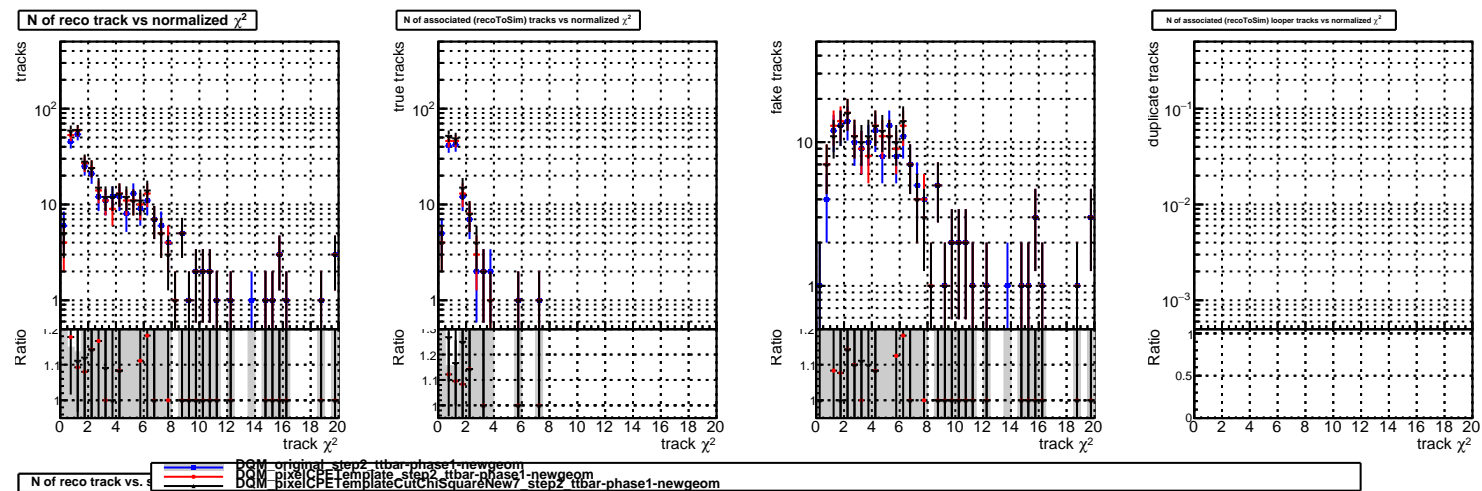 N of reco track vs normalized χ²
N of associated (recoToSim) tracks vs normalized χ²
N of associated (recoToSim) looper tracks vs normalized χ²
tracks
10²
10
1
Ratio
1.2
1.1
1
0 2 4 6 8 10 12 14 16 18 20
track χ²
true tracks
10²
10
1
Ratio
1.3
1.2
1.1
1
0 2 4 6 8 10 12 14 16 18 20
track χ²
fake tracks
10
1
Ratio
1.2
1.1
1
0 2 4 6 8 10 12 14 16 18 20
track χ²
duplicate tracks
10⁻¹
10⁻²
10⁻³
Ratio
1
0.5
0
0 2 4 6 8 10 12 14 16 18 20
track χ²
N of reco track vs. s
DQM_original_step2_ttbar-phase1-newgeom
DQM_pixelCPETemplate_step2_ttbar-phase1-newgeom
DQM_pixelCPETemplateCutChiSquareNew7_step2_ttbar-phase1-newgeom